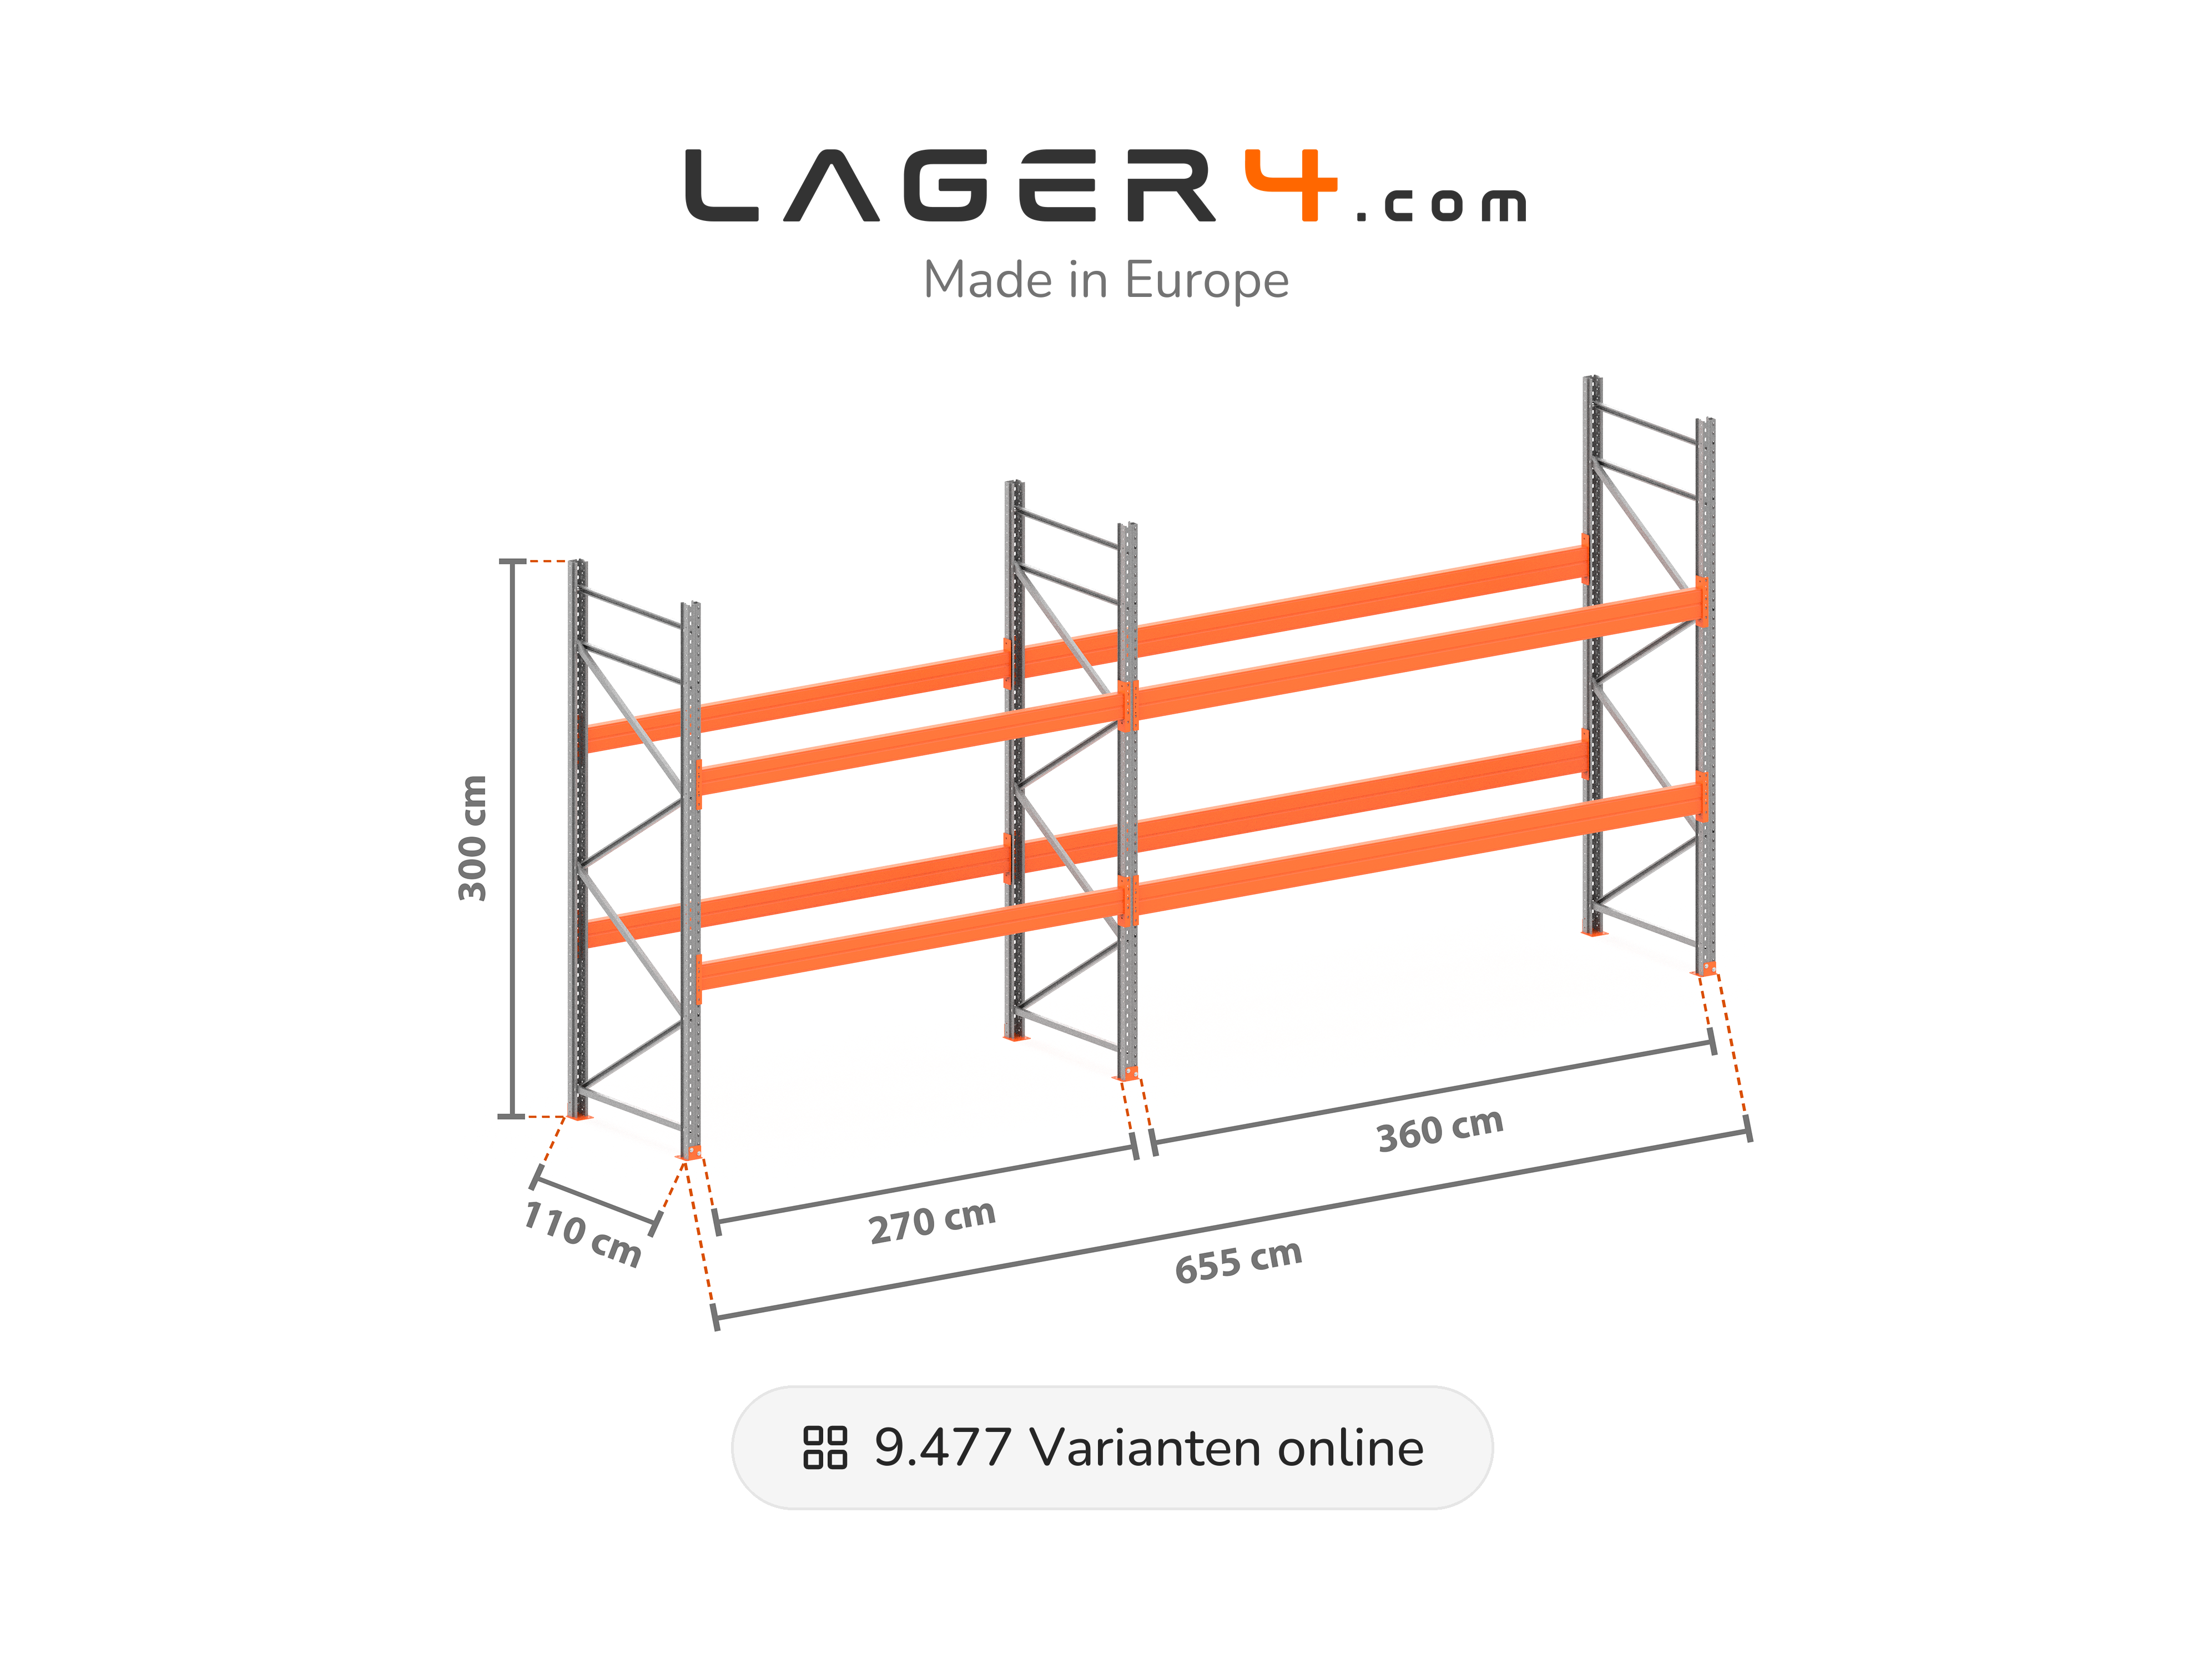 LAGER4.com
Made in Europe
300 cm
110 cm
270 cm
360 cm
655 cm
9.477 Varianten online